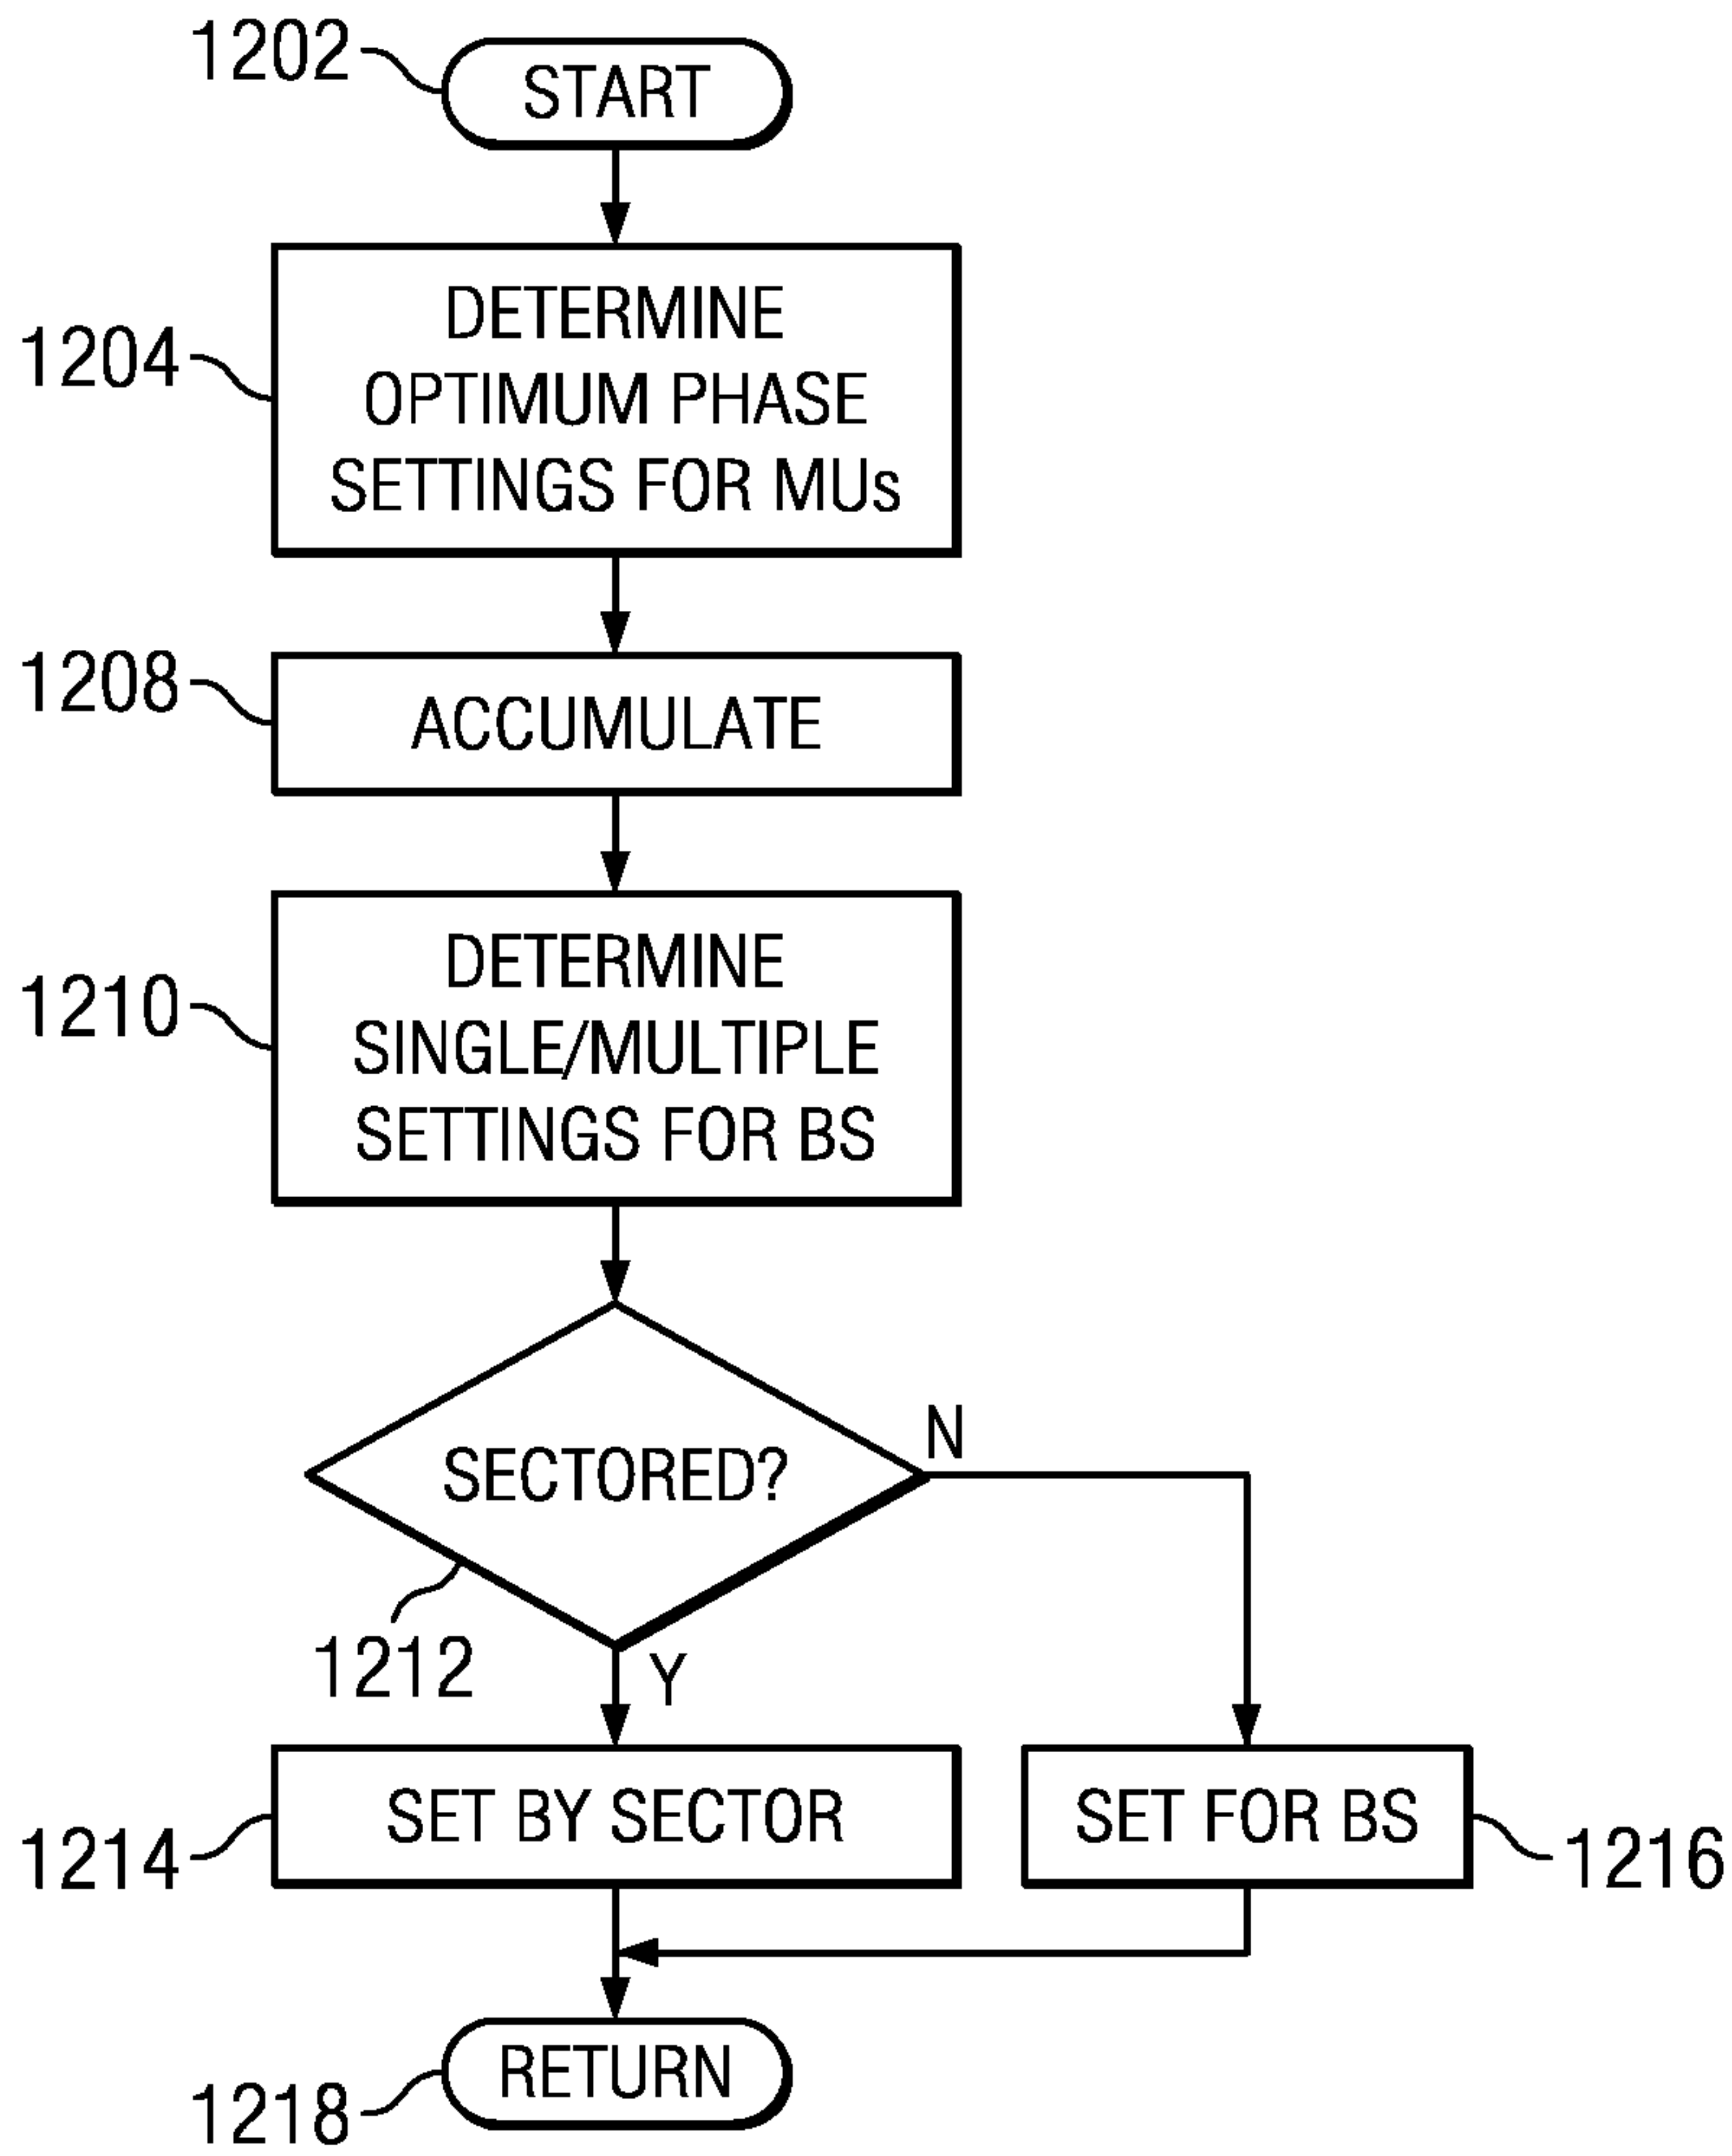 1202
START
1204
DETERMINE
OPTIMUM PHASE
SETTINGS FOR MUs
1208
ACCUMULATE
1210
DETERMINE
SINGLE/MULTIPLE
SETTINGS FOR BS
SECTORED?
N
1212
Y
1214
SET BY SECTOR
SET FOR BS
1216
RETURN
1218